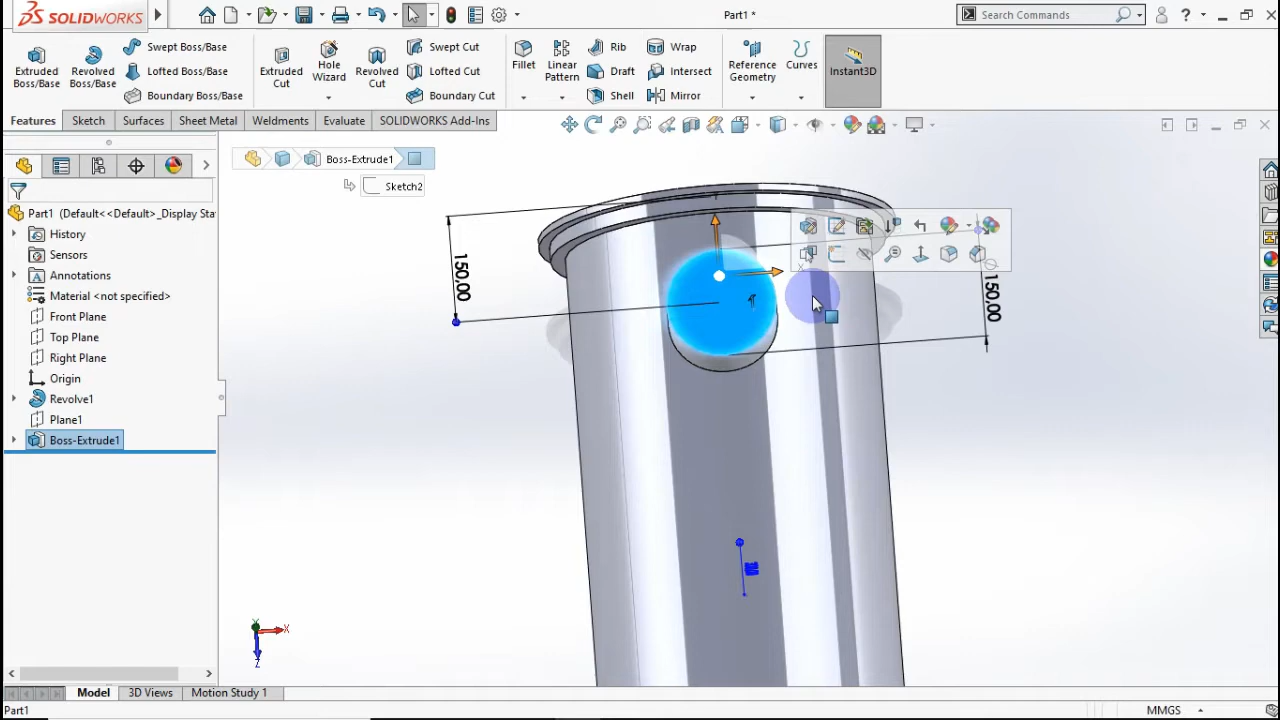 SOLIDWORKS
Part1 *
Search Commands
?
Extruded Boss/Base
Revolved Boss/Base
Swept Boss/Base
Lofted Boss/Base
Boundary Boss/Base
Extruded Cut
Hole Wizard
Revolved Cut
Swept Cut
Lofted Cut
Boundary Cut
Fillet
Linear Pattern
Rib
Draft
Shell
Wrap
Intersect
Mirror
Reference Geometry
Curves
Instant3D
Features
Sketch
Surfaces
Sheet Metal
Weldments
Evaluate
SOLIDWORKS Add-Ins
Boss-Extrude1
Sketch2
Part1 (Default<<Default>_Display Sta
History
Sensors
Annotations
Material <not specified>
Front Plane
Top Plane
Right Plane
Origin
Revolve1
Plane1
Boss-Extrude1
150,00
150,00
Y
X
Z
Model
3D Views
Motion Study 1
Part1
MMGS